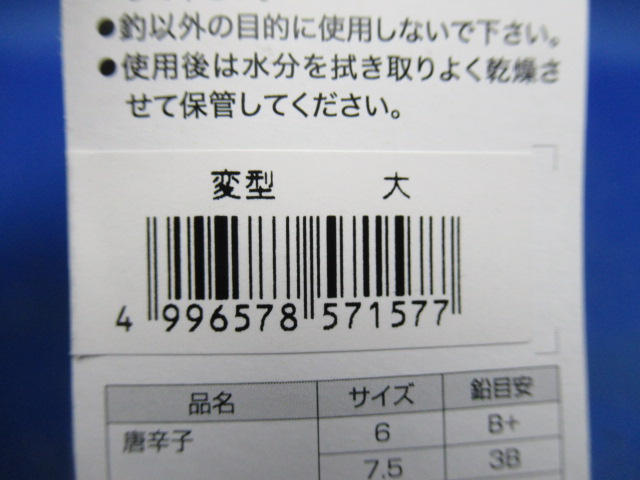 ●釣以外の目的に使用しないで下さい。
●使用後は水分を拭き取りよく乾燥さ
せて保管してください。
変型 大
4 996578 571577
品名 サイズ 鉛目安
唐辛子 6 B+
7.5 3B